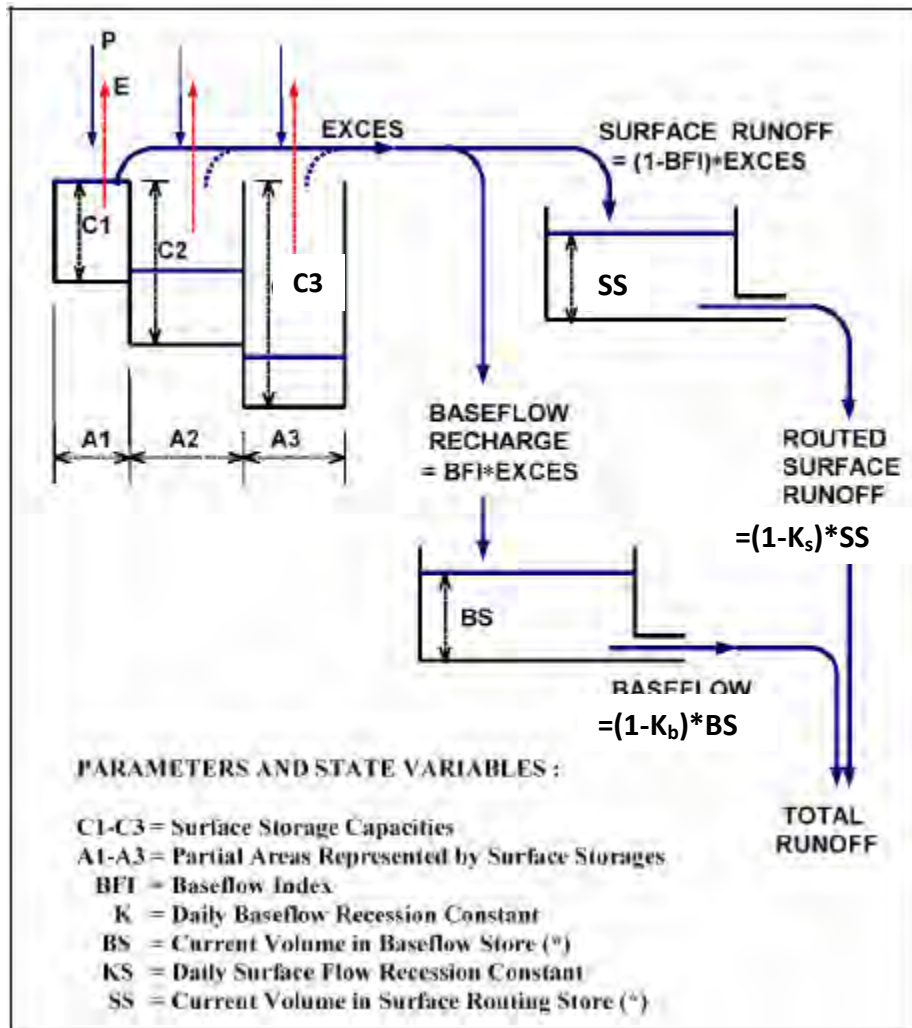 P
E
EXCES
SURFACE RUNOFF
= (1-BFI)*EXCES
C1
C2
C3
SS
A1
A2
A3
BASEFLOW
RECHARGE
= BFI*EXCES
ROUTED
SURFACE
RUNOFF
=(1-Ks)*SS
BS
BASEFLOW
=(1-Kb)*BS
TOTAL
RUNOFF
PARAMETERS AND STATE VARIABLES :
C1-C3 = Surface Storage Capacities
A1-A3 = Partial Areas Represented by Surface Storages
BFI = Baseflow Index
K = Daily Baseflow Recession Constant
BS = Current Volume in Baseflow Store (*)
KS = Daily Surface Flow Recession Constant
SS = Current Volume in Surface Routing Store (*)